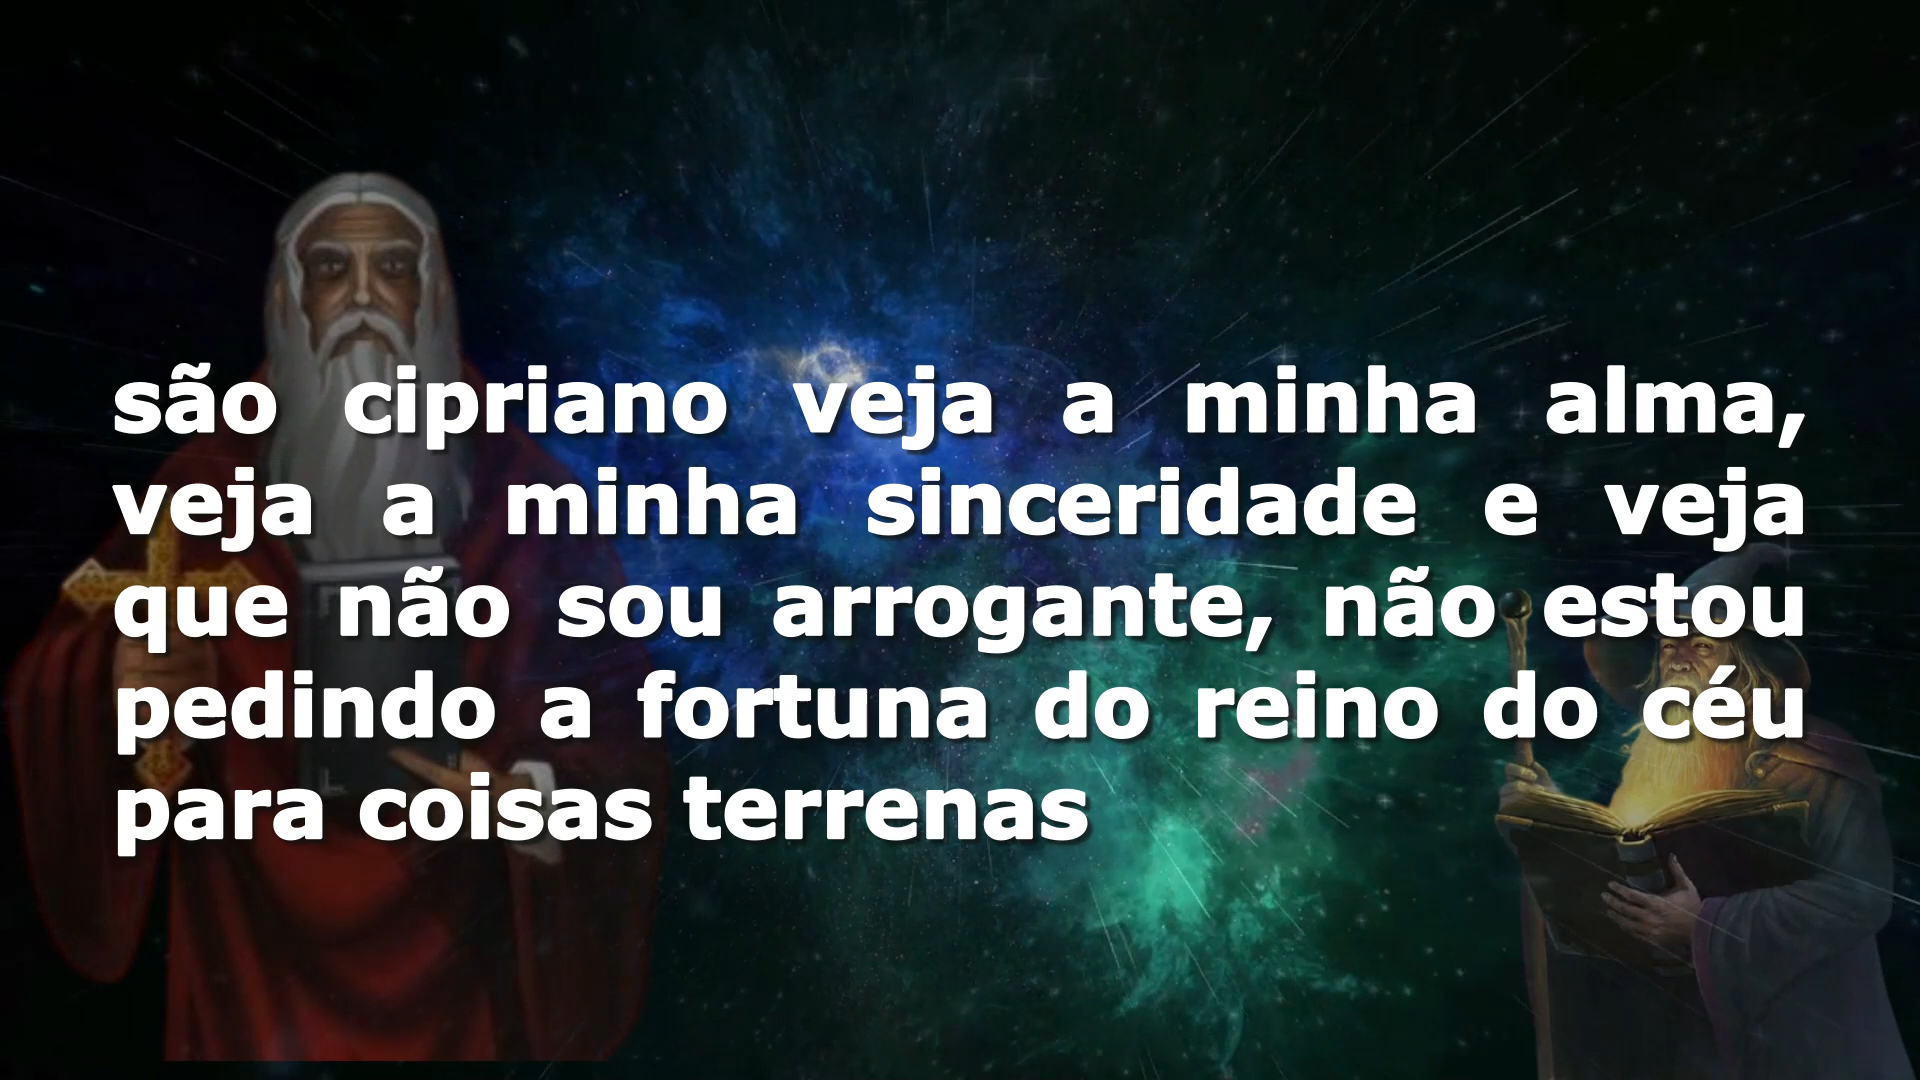 são cipriano veja a minha alma,
veja a minha sinceridade e veja
que não sou arrogante, não estou
pedindo a fortuna do reino do céu
para coisas terrenas